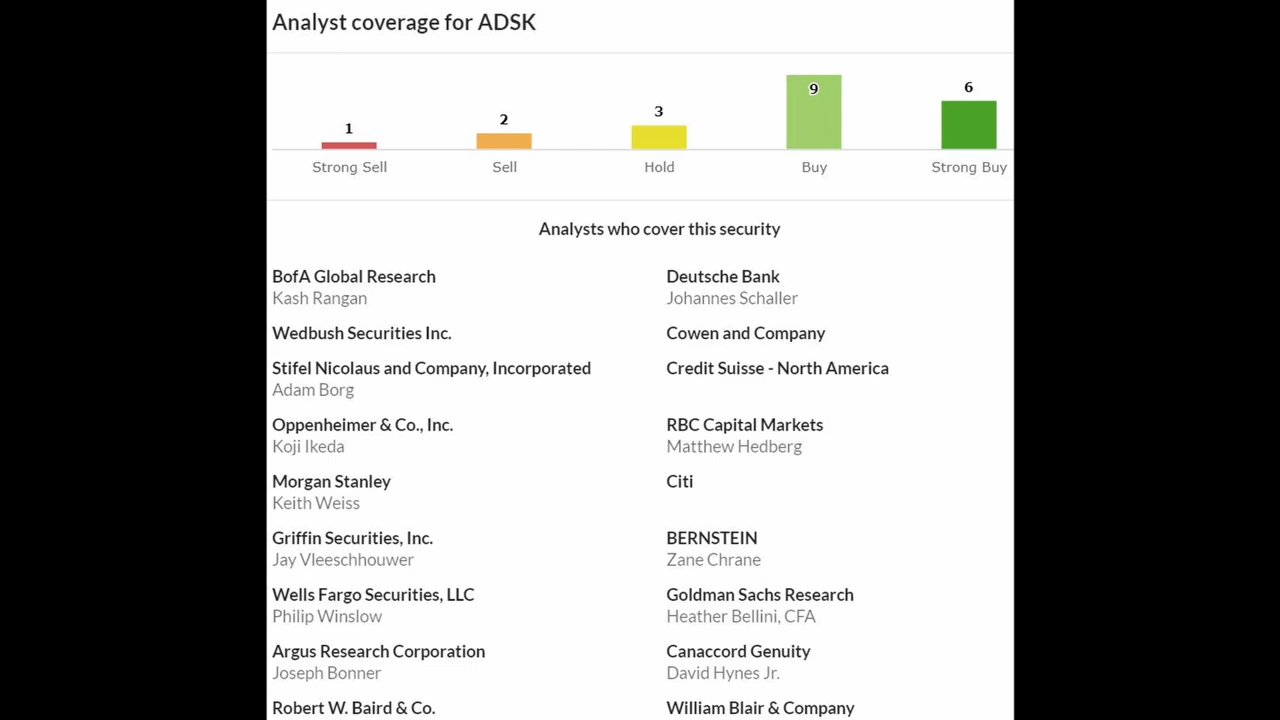 Analyst coverage for ADSK
1
2
3
9
6
Strong Sell
Sell
Hold
Buy
Strong Buy
Analysts who cover this security
BofA Global Research
Kash Rangan
Deutsche Bank
Johannes Schaller
Wedbush Securities Inc.
Cowen and Company
Stifel Nicolaus and Company, Incorporated
Adam Borg
Credit Suisse - North America
Oppenheimer & Co., Inc.
Koji Ikeda
RBC Capital Markets
Matthew Hedberg
Morgan Stanley
Keith Weiss
Citi
Griffin Securities, Inc.
Jay Vleeschhouwer
BERNSTEIN
Zane Chrane
Wells Fargo Securities, LLC
Philip Winslow
Goldman Sachs Research
Heather Bellini, CFA
Argus Research Corporation
Joseph Bonner
Canaccord Genuity
David Hynes Jr.
Robert W. Baird & Co.
William Blair & Company